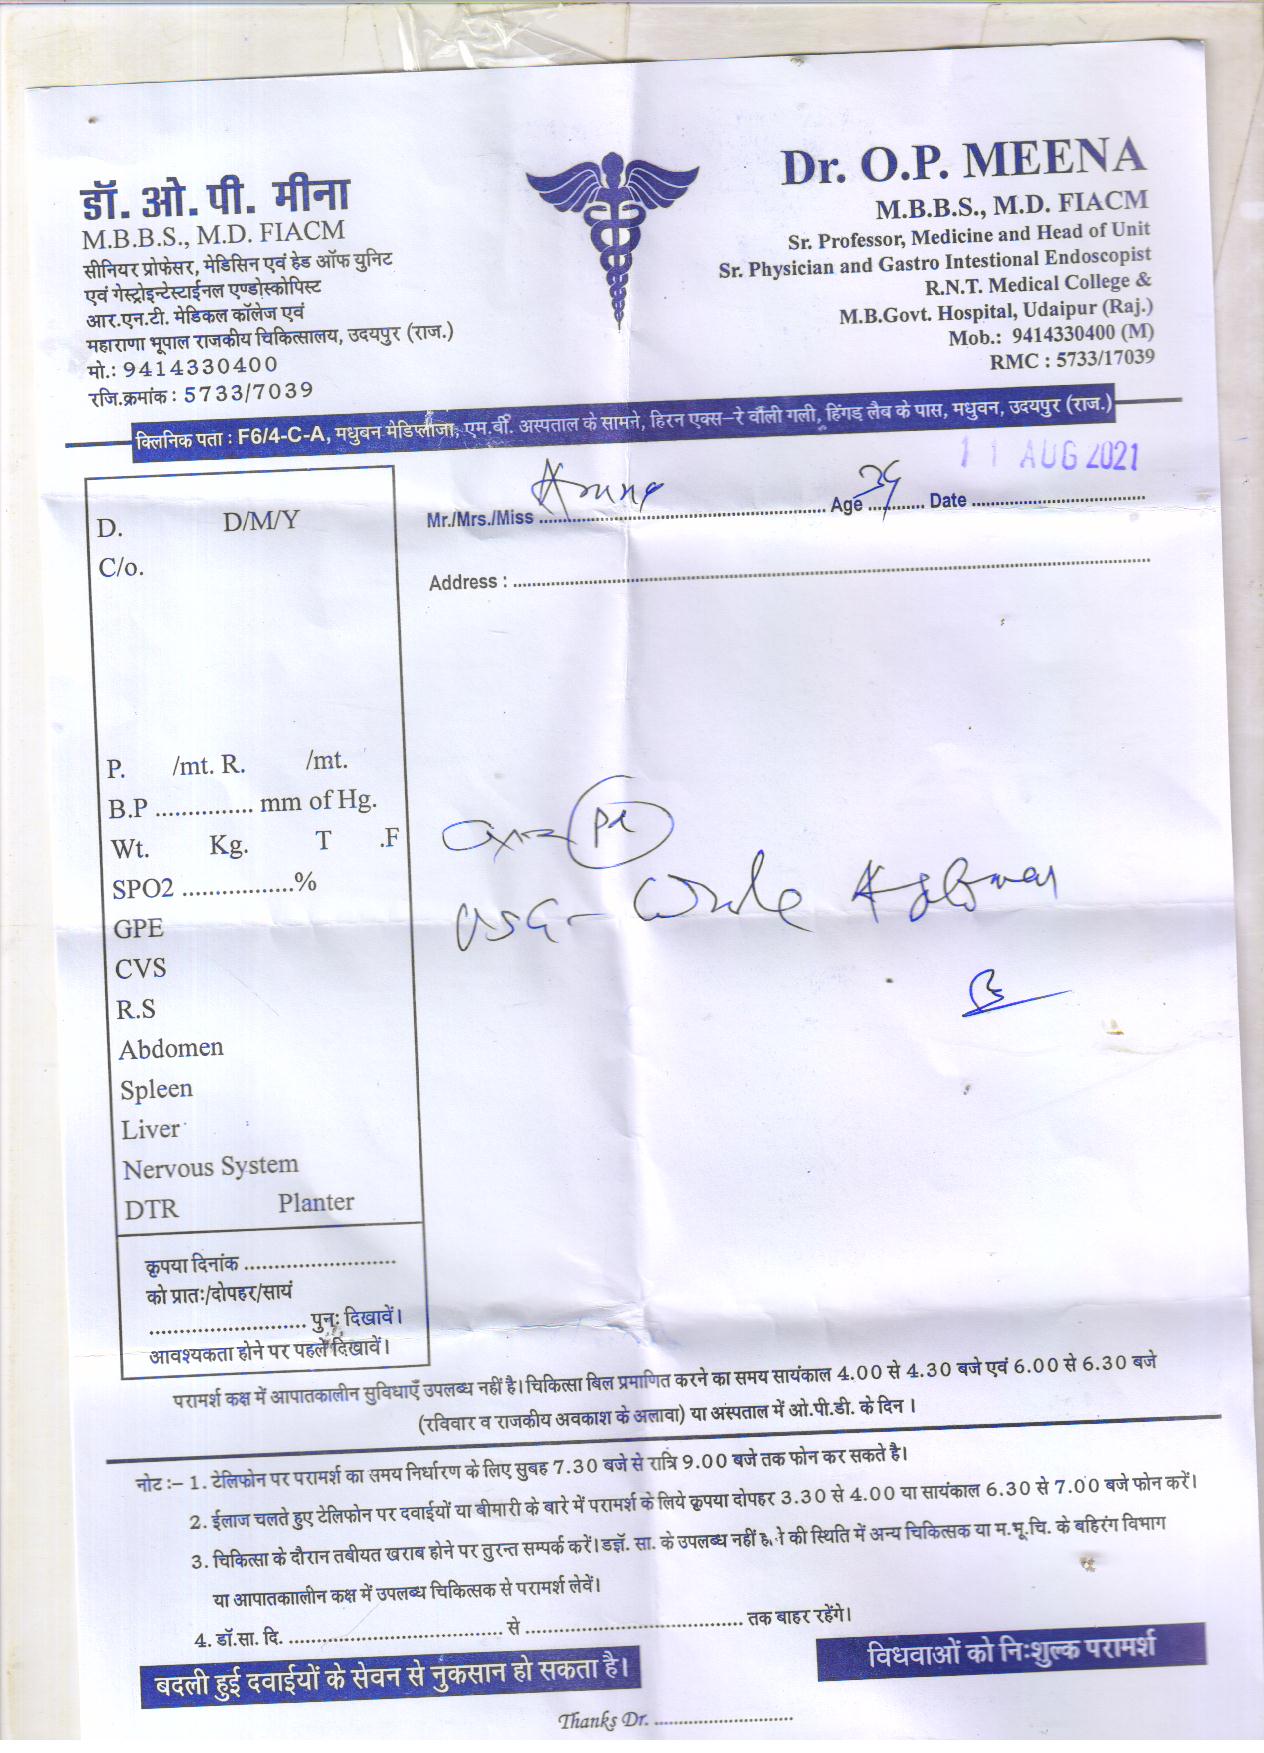 डॉ. ओ. पी. मीना
M.B.B.S., M.D. FIACM
सीनियर प्रोफेसर, मेडिसिन एवं हेड ऑफ युनिट
एवं गेस्ट्रोइन्टेस्टाईनल एण्डोस्कोपिस्ट
आर.एन.टी. मेडिकल कॉलेज एवं
महाराणा भूपाल राजकीय चिकित्सालय, उदयपुर (राज.)
मो.: 9414330400
रजि.क्रमांक : 5733/7039
Dr. O.P. MEENA
M.B.B.S., M.D. FIACM
Sr. Professor, Medicine and Head of Unit
Sr. Physician and Gastro Intestional Endoscopist
R.N.T. Medical College &
M.B.Govt. Hospital, Udaipur (Raj.)
Mob.: 9414330400 (M)
RMC : 5733/17039
क्लिनिक पता : F6/4-C-A, मधुवन मेडिप्लाजा, एम.बी. अस्पताल के सामने, हिरन एक्स-रे वाली गली, हिंगड़ लैब के पास, मधुवन, उदयपुर (राज.)
11 AUG 2021
Mr./Mrs./Miss .......... Age .......... Date ..........
Address : ..........
D. D/M/Y
C/o.
P. /mt. R. /mt.
B.P ............... mm of Hg.
Wt. Kg. T .F
SPO2 .................%
GPE
CVS
R.S
Abdomen
Spleen
Liver
Nervous System
DTR Planter
कृपया दिनांक ..........................
को प्रातः/दोपहर/सायं
........................... पुनः दिखावें।
आवश्यकता होने पर पहले दिखावें।
USG - Whole Abdomen
परामर्श कक्ष में आपातकालीन सुविधाएँ उपलब्ध नहीं है। चिकित्सा बिल प्रमाणित करने का समय सायंकाल 4.00 से 4.30 बजे एवं 6.00 से 6.30 बजे
(रविवार व राजकीय अवकाश के अलावा) या अस्पताल में ओ.पी.डी. के दिन ।
नोट :– 1. टेलिफोन पर परामर्श का समय निर्धारण के लिए सुबह 7.30 बजे से रात्रि 9.00 बजे तक फोन कर सकते है।
2. ईलाज चलते हुए टेलिफोन पर दवाईयों या बीमारी के बारे में परामर्श के लिये कृपया दोपहर 3.30 से 4.00 या सायंकाल 6.30 से 7.00 बजे फोन करें।
3. चिकित्सा के दौरान तबीयत खराब होने पर तुरन्त सम्पर्क करें। डॉ. सा. के उपलब्ध नहीं की स्थिति में अन्य चिकित्सक या म.भू.चि. के बहिरंग विभाग
या आपातकाालीन कक्ष में उपलब्ध चिकित्सक से परामर्श लेवें।
4. डॉ.सा. दि. .................................... से .................................... तक बाहर रहेंगे।
बदली हुई दवाईयों के सेवन से नुकसान हो सकता है।
विधवाओं को निःशुल्क परामर्श
Thanks Dr. ............................